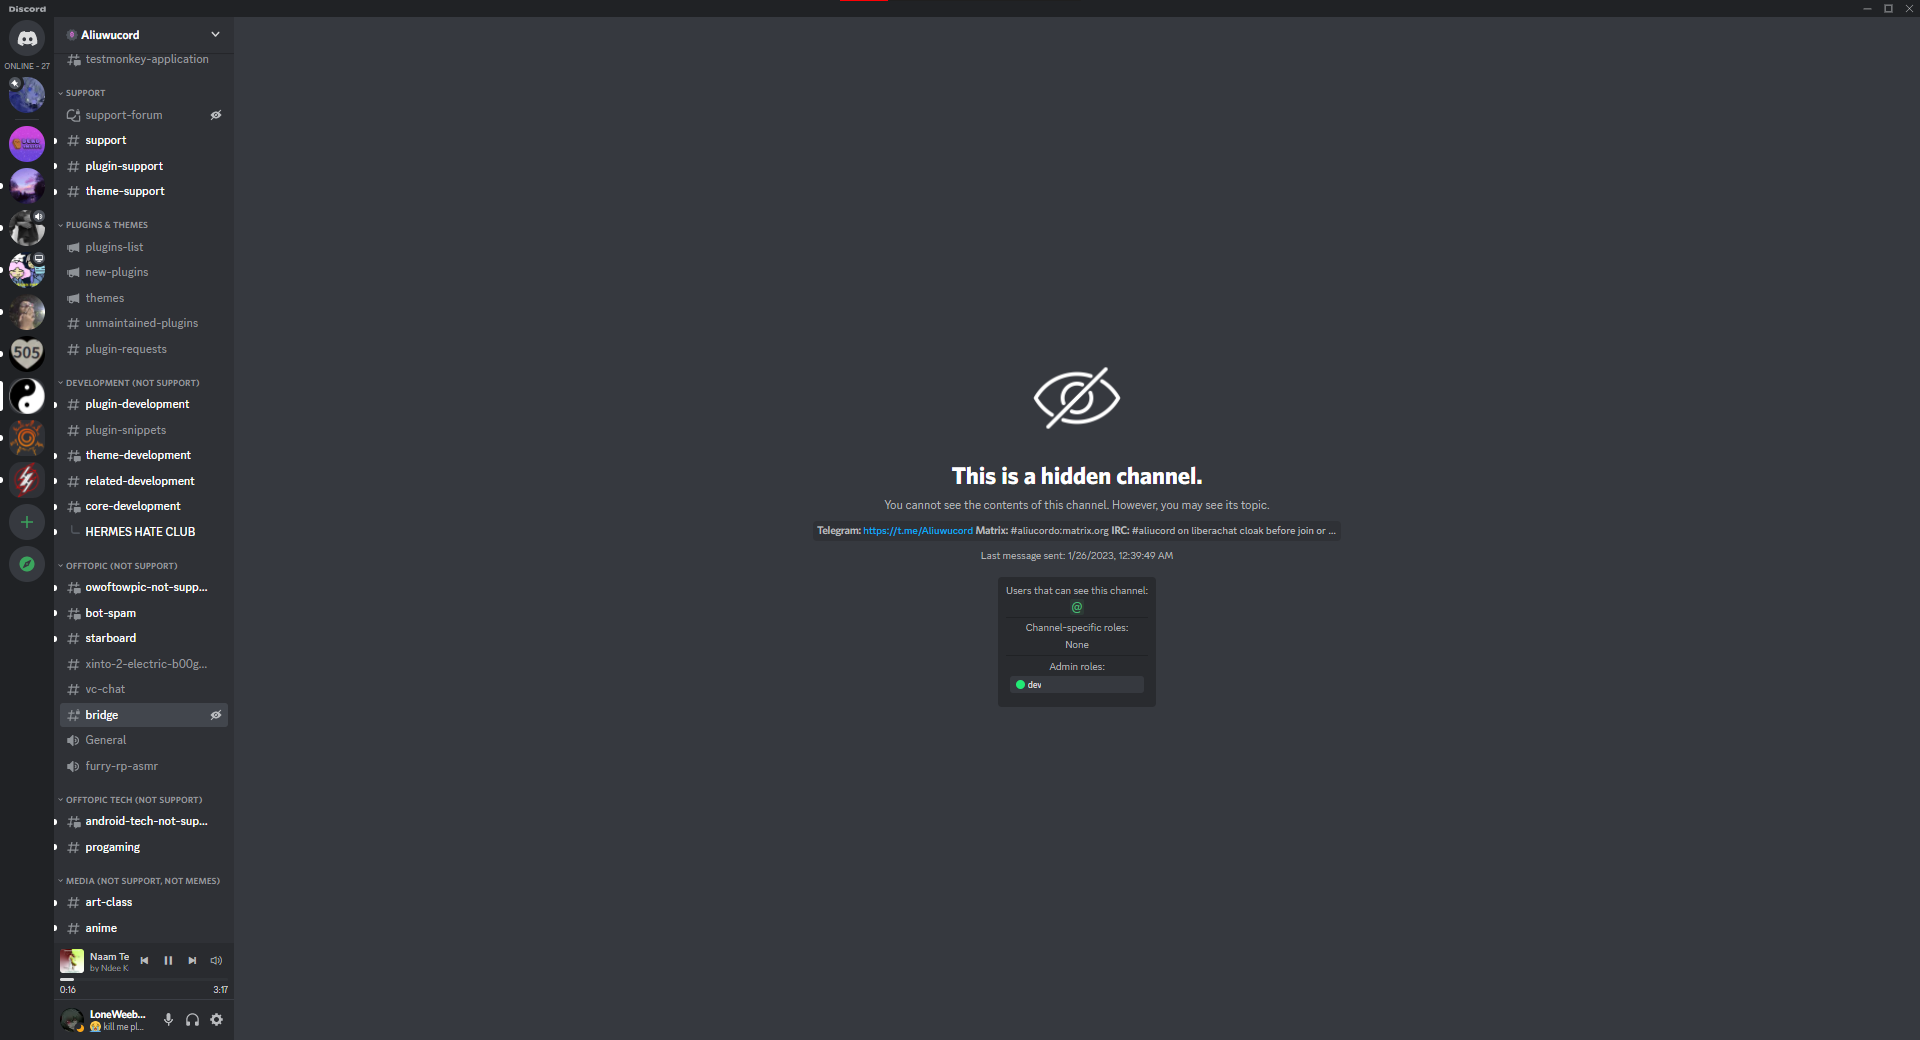 Discord
Aliuwucord
ONLINE - 27
testmonkey-application
SUPPORT
support-forum
support
plugin-support
theme-support
PLUGINS & THEMES
plugins-list
new-plugins
themes
unmaintained-plugins
plugin-requests
505
DEVELOPMENT (NOT SUPPORT)
plugin-development
plugin-snippets
theme-development
related-development
core-development
HERMES HATE CLUB
OFFTOPIC (NOT SUPPORT)
owoftowpic-not-supp...
bot-spam
starboard
xinto-2-electric-b00g...
vc-chat
bridge
General
furry-rp-asmr
OFFTOPIC TECH (NOT SUPPORT)
android-tech-not-sup...
progaming
MEDIA (NOT SUPPORT, NOT MEMES)
art-class
anime
Naam Te
by Ndee K
0:16 3:17
LoneWeeb...
kill me pl...
This is a hidden channel.
You cannot see the contents of this channel. However, you may see its topic.
Telegram: https://t.me/Aliuwucord Matrix: #aliucordo:matrix.org IRC: #aliucord on liberachat cloak before join or ...
Last message sent: 1/26/2023, 12:39:49 AM
Users that can see this channel:
@
Channel-specific roles:
None
Admin roles:
dev